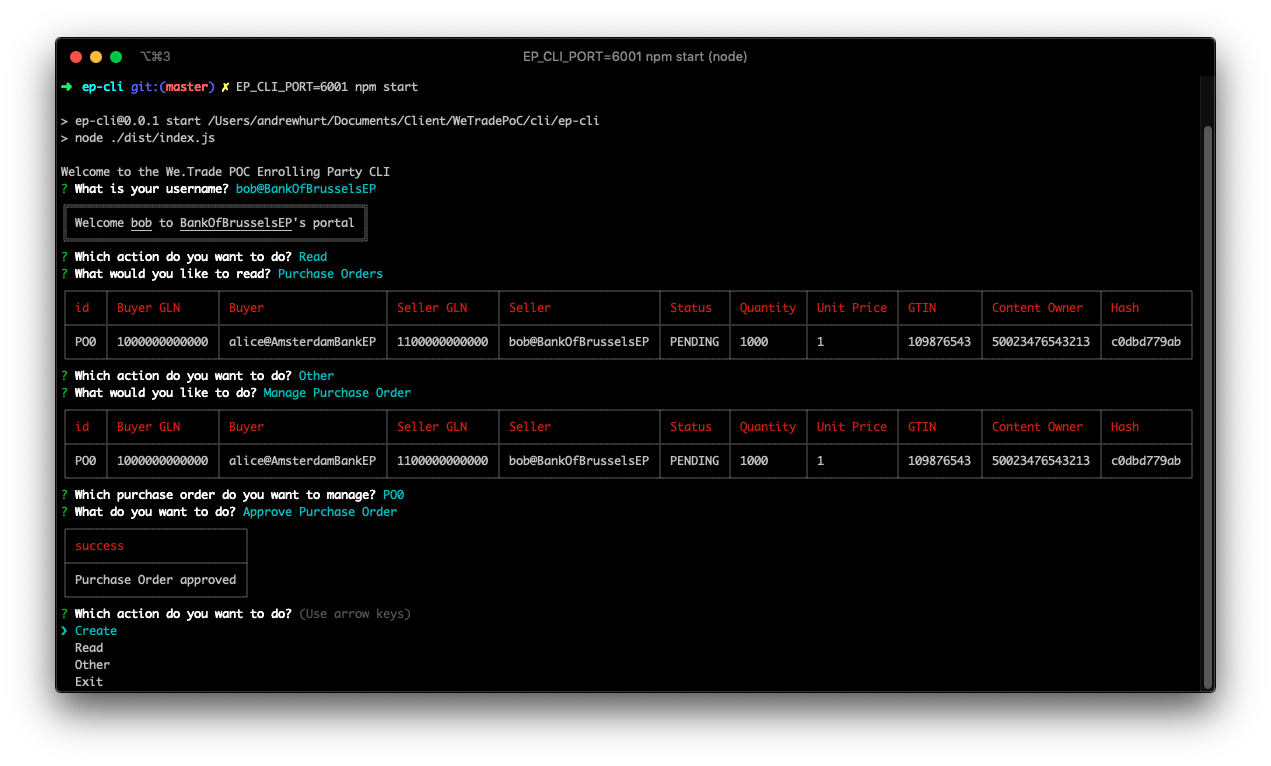 ⌥⌘3
EP_CLI_PORT=6001 npm start (node)
➜ ep-cli git:(master) ✗ EP_CLI_PORT=6001 npm start
> ep-cli@0.0.1 start /Users/andrewhurt/Documents/Client/WeTradePoC/cli/ep-cli
> node ./dist/index.js
Welcome to the We.Trade POC Enrolling Party CLI
? What is your username? bob@BankOfBrusselsEP
Welcome bob to BankOfBrusselsEP's portal
? Which action do you want to do? Read
? What would you like to read? Purchase Orders
id Buyer GLN Buyer Seller GLN Seller Status Quantity Unit Price GTIN Content Owner Hash
PO0 1000000000000 alice@AmsterdamBankEP 1100000000000 bob@BankOfBrusselsEP PENDING 1000 1 109876543 50023476543213 c0dbd779ab
? Which action do you want to do? Other
? What would you like to do? Manage Purchase Order
id Buyer GLN Buyer Seller GLN Seller Status Quantity Unit Price GTIN Content Owner Hash
PO0 1000000000000 alice@AmsterdamBankEP 1100000000000 bob@BankOfBrusselsEP PENDING 1000 1 109876543 50023476543213 c0dbd779ab
? Which purchase order do you want to manage? PO0
? What do you want to do? Approve Purchase Order
success
Purchase Order approved
? Which action do you want to do? (Use arrow keys)
❯ Create
Read
Other
Exit